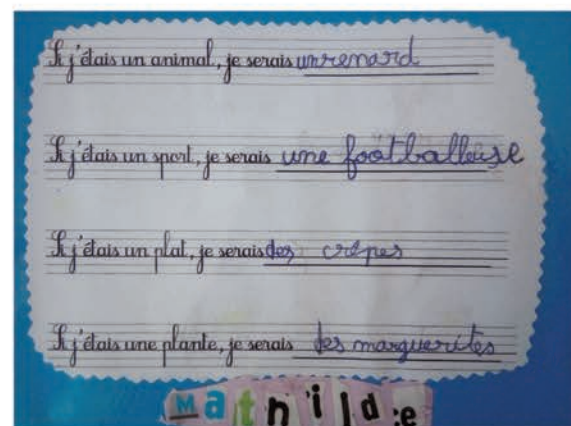 Si j'étais un animal, je serais un renard
Si j'étais un sport, je serais une footballeuse
Si j'étais un plat, je serais des crêpes
Si j'étais une plante, je serais des marguerites
Mathilde